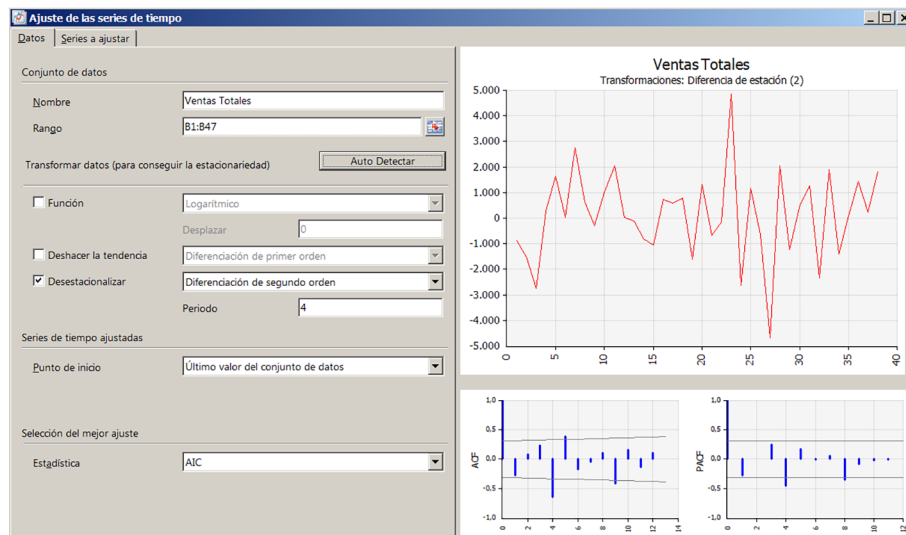 Ajuste de las series de tiempo
Datos
Series a ajustar
Conjunto de datos
Nombre
Ventas Totales
Rango
B1:B47
Transformar datos (para conseguir la estacionariedad)
Auto Detectar
Función
Logarítmico
Desplazar
0
Deshacer la tendencia
Diferenciación de primer orden
Desestacionalizar
Diferenciación de segundo orden
Periodo
4
Series de tiempo ajustadas
Punto de inicio
Último valor del conjunto de datos
Selección del mejor ajuste
Estadística
AIC
Ventas Totales
Transformaciones: Diferencia de estación (2)
5.000
4.000
3.000
2.000
1.000
0
-1.000
-2.000
-3.000
-4.000
-5.000
0 5 10 15 20 25 30 35 40
ACF
1,0
0,5
0,0
-0,5
-1,0
0 2 4 6 8 10 12 14
PACF
1,0
0,5
0,0
-0,5
-1,0
0 2 4 6 8 10 12